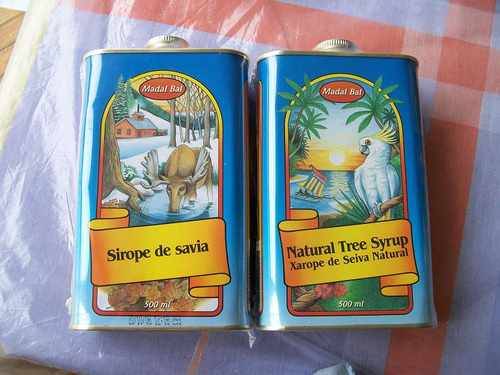 Madal Bal
Sirope de savia
500 ml
Madal Bal
Natural Tree Syrup
Xarope de Seiva Natural
500 ml